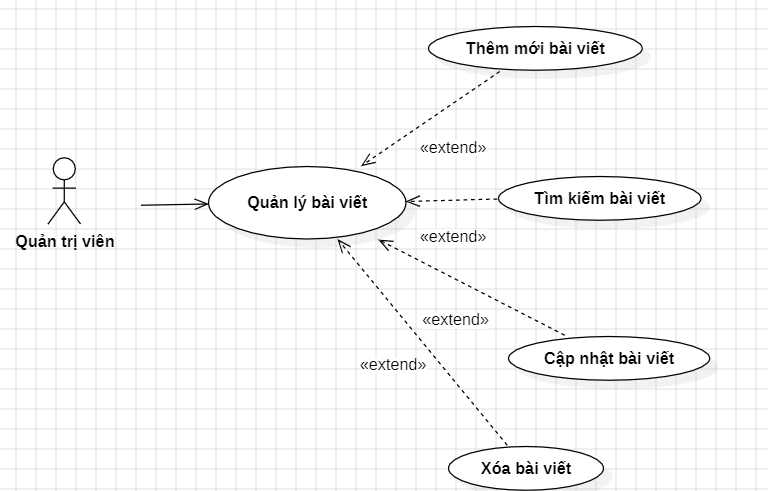 Thêm mới bài viết
«extend»
Quản lý bài viết
Tìm kiếm bài viết
Quản trị viên
«extend»
«extend»
Cập nhật bài viết
«extend»
Xóa bài viết